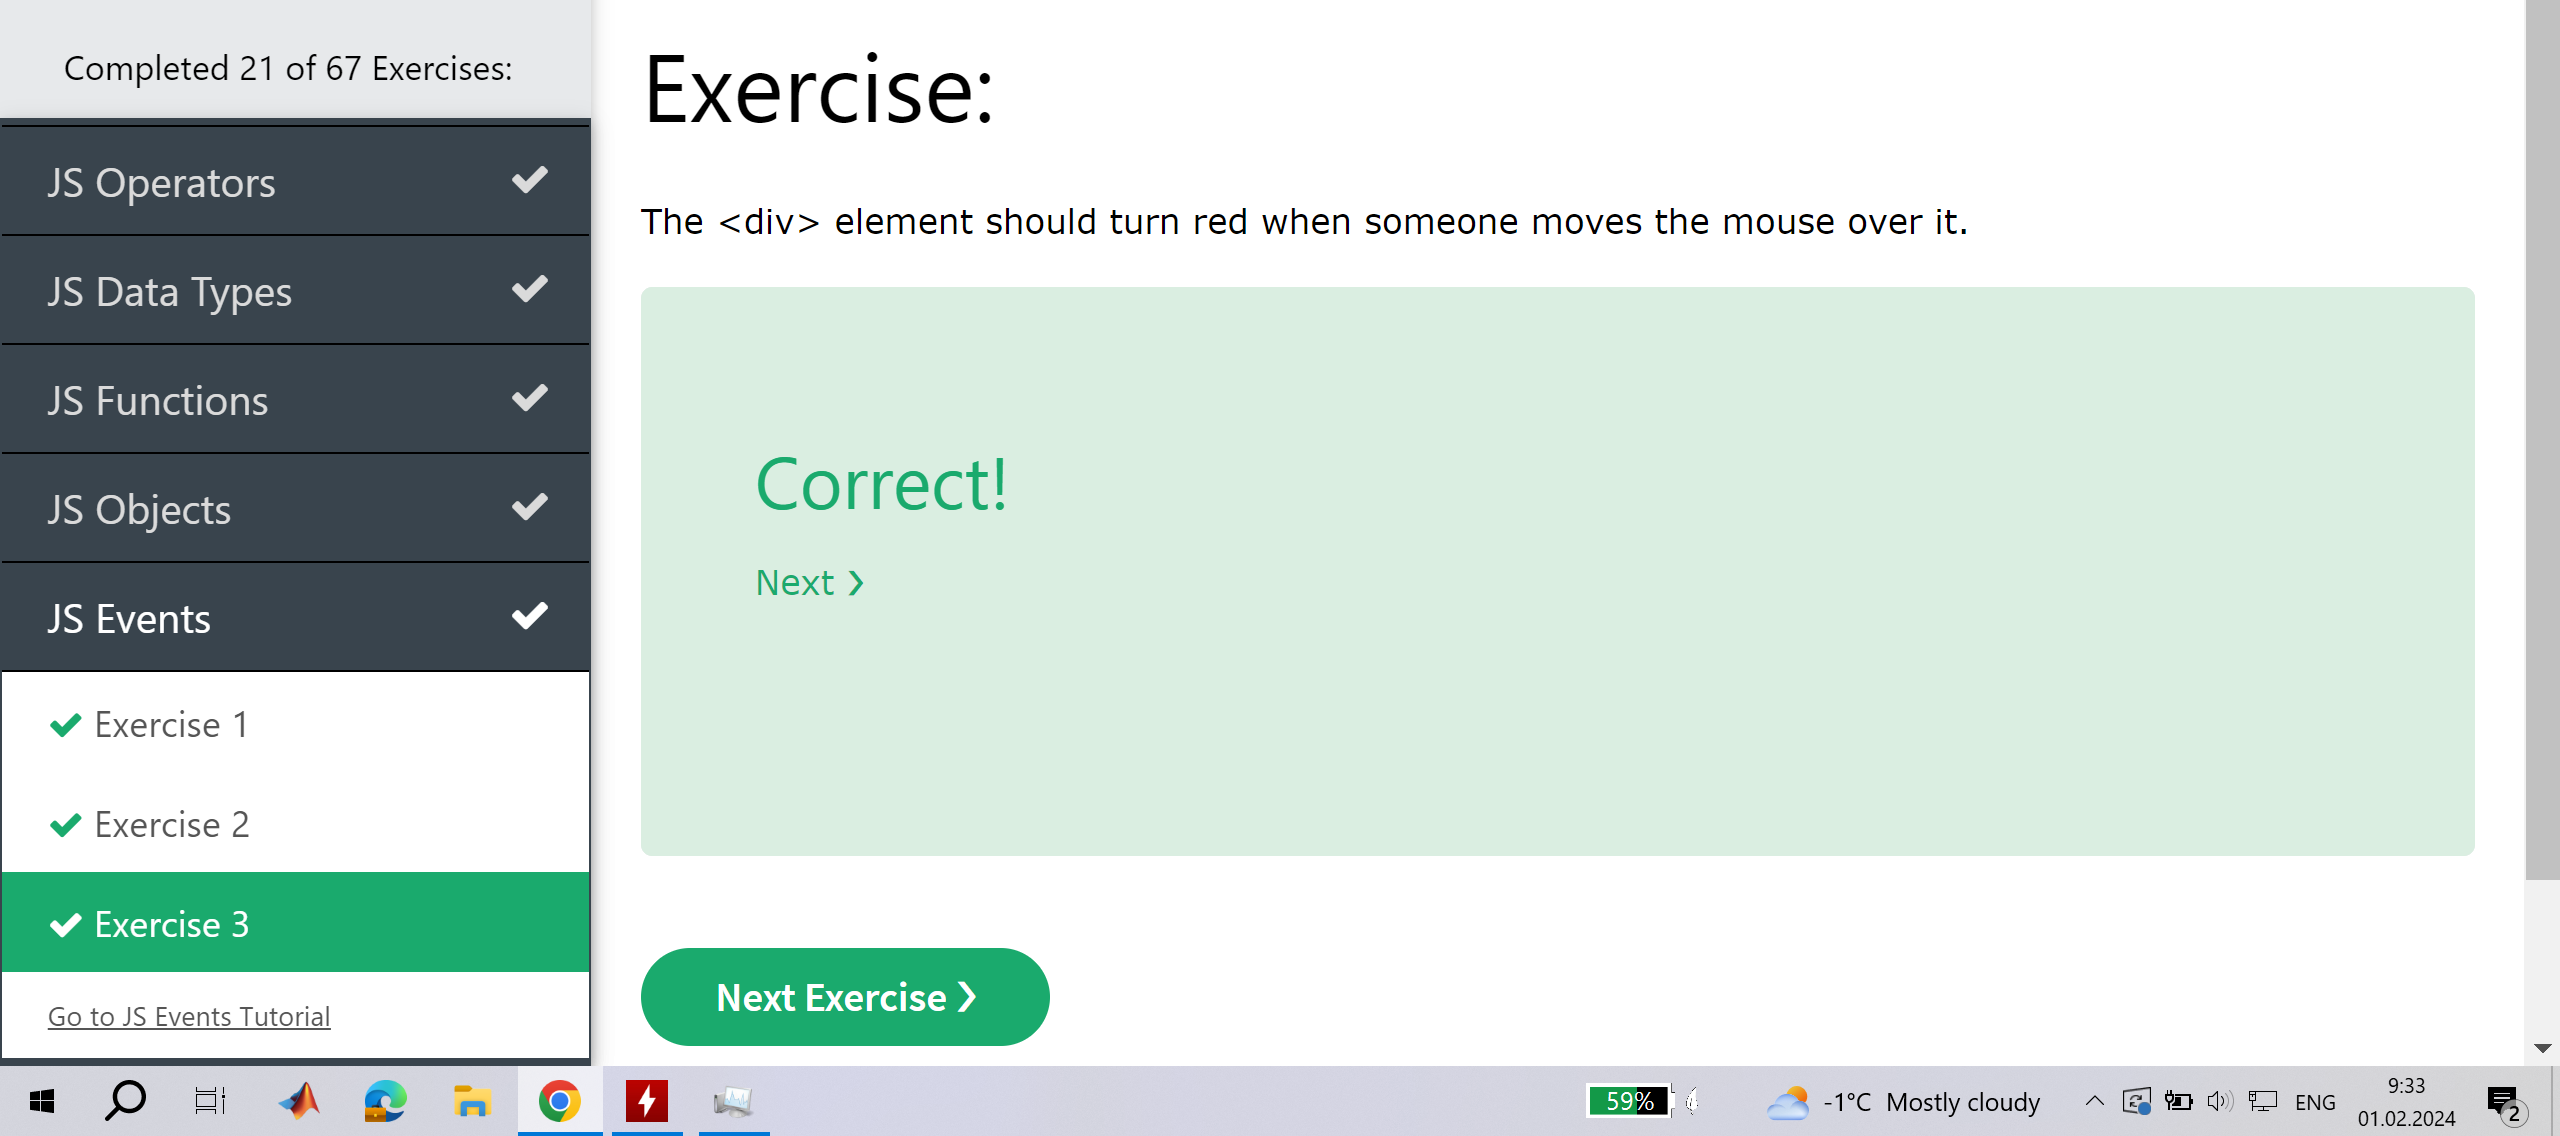 Completed 21 of 67 Exercises:
JS Operators
JS Data Types
JS Functions
JS Objects
JS Events
Exercise 1
Exercise 2
Exercise 3
Go to JS Events Tutorial
Exercise:
The <div> element should turn red when someone moves the mouse over it.
Correct!
Next ❯
Next Exercise ❯
59%
-1°C Mostly cloudy
ENG
9:33
01.02.2024
2